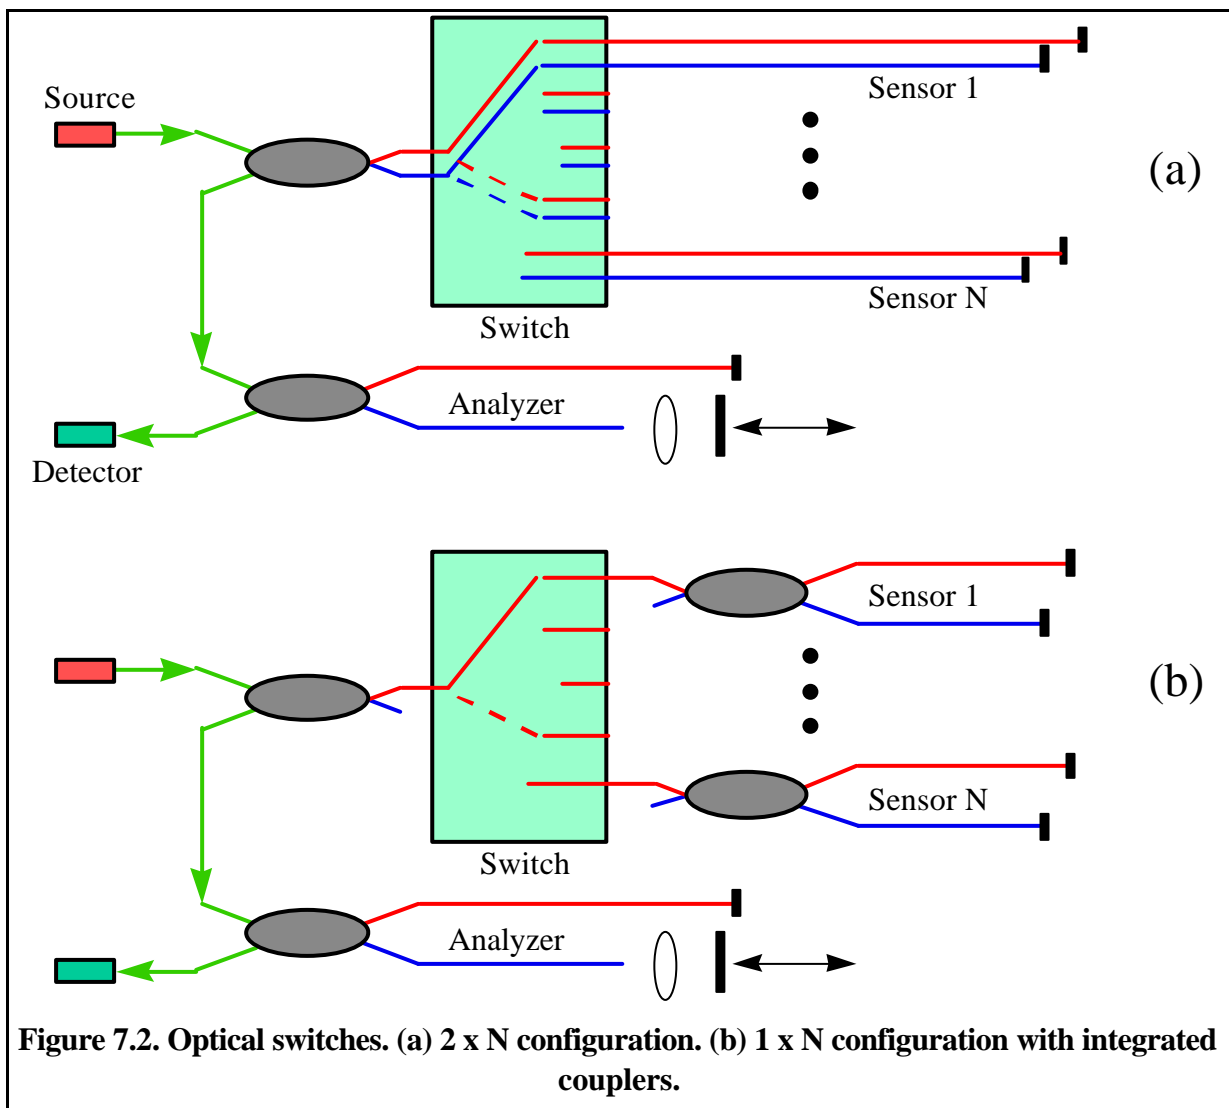 Source
Sensor 1
(a)
Sensor N
Switch
Analyzer
Detector
Sensor 1
(b)
Sensor N
Switch
Analyzer
Figure 7.2. Optical switches. (a) 2 x N configuration. (b) 1 x N configuration with integrated
couplers.